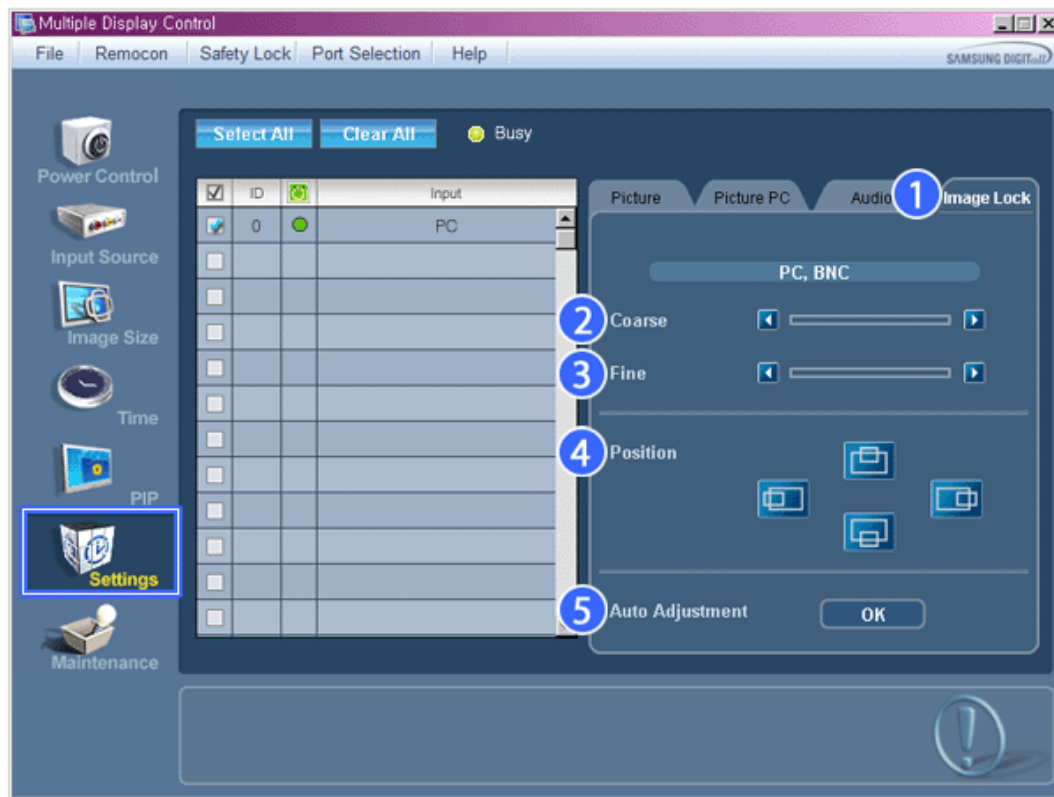 Multiple Display Control
File Remocon Safety Lock Port Selection Help
SAMSUNG DIGITall
Select All Clear All Busy
Power Control
ID Input
0 PC
Input Source
Image Size
Time
PIP
Settings
Maintenance
Picture Picture PC Audio 1 Image Lock
PC, BNC
2 Coarse
3 Fine
4 Position
5 Auto Adjustment OK